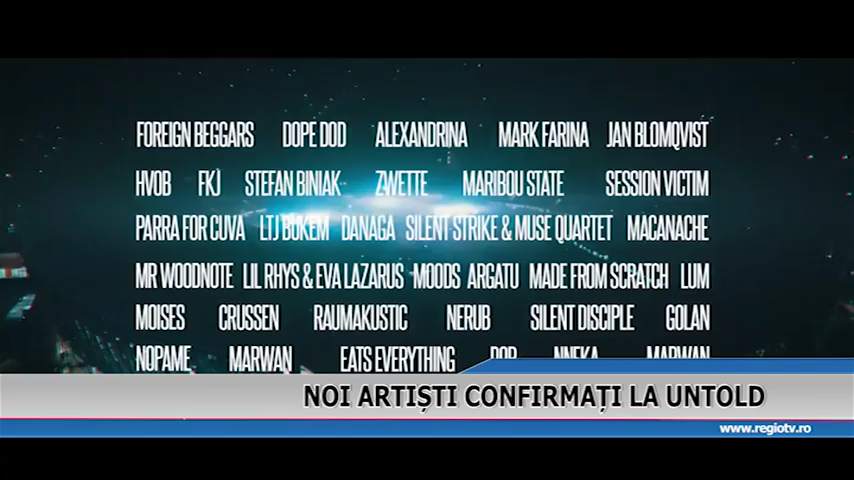 FOREIGN BEGGARS DOPE DOD ALEXANDRINA MARK FARINA JAN BLOMQVIST
HVOB FKJ STEFAN BINIAK ZWETTE MARIBOU STATE SESSION VICTIM
PARRA FOR CUVA LTJ BUKEM DANAGA SILENT STRIKE & MUSE QUARTET MACANACHE
MR WOODNOTE LIL RHYS & EVA LAZARUS MOODS ARGATU MADE FROM SCRATCH LUM
MOISES CRUSSEN RAUMAKUSTIC NERUB SILENT DISCIPLE GOLAN
NOPAME MARWAN EATS EVERYTHING NNEKA MARWAN
NOI ARTIȘTI CONFIRMAȚI LA UNTOLD
www.regiotv.ro